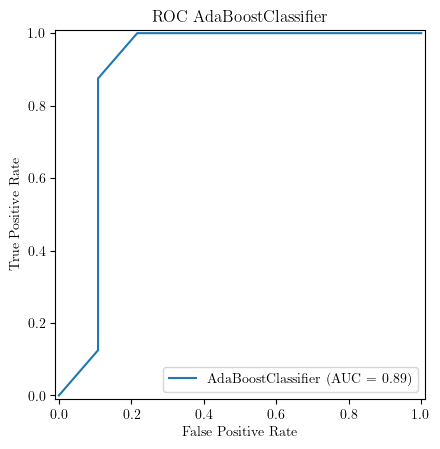 ROC AdaBoostClassifier
1.0
0.8
0.6
0.4
0.2
0.0
True Positive Rate
AdaBoostClassifier (AUC = 0.89)
0.0 0.2 0.4 0.6 0.8 1.0
False Positive Rate